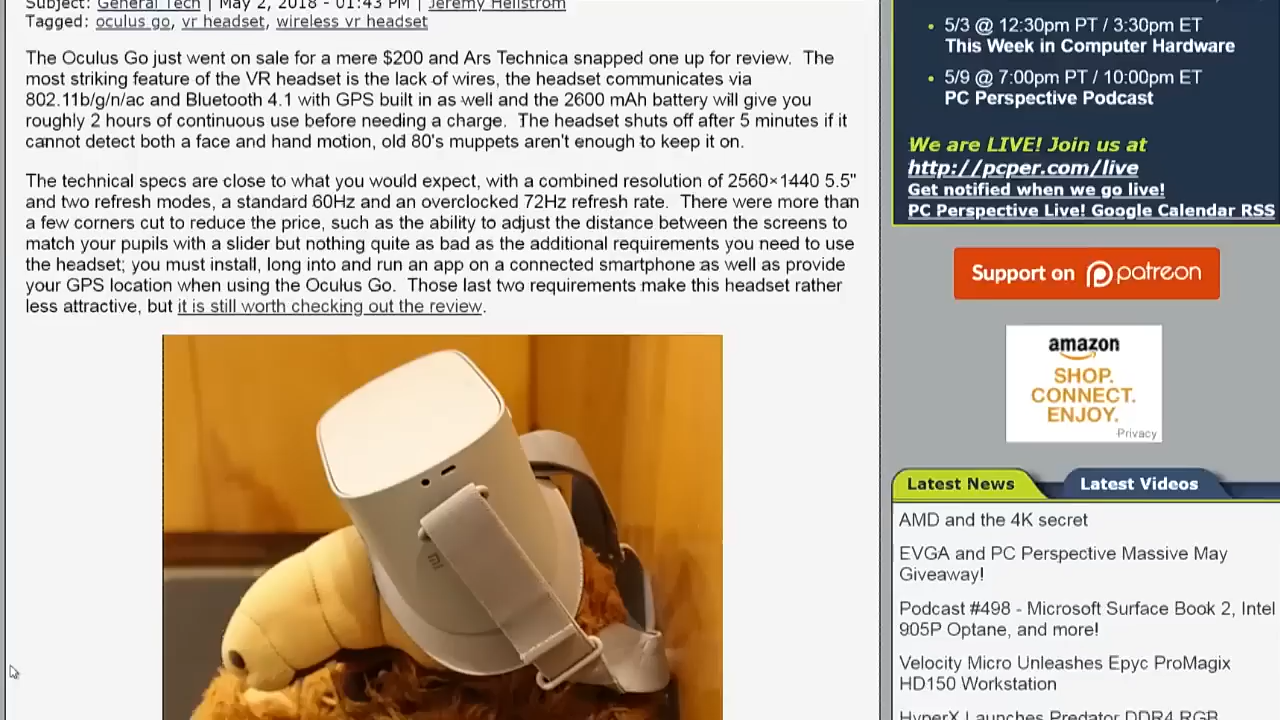 Subject: General Tech | May 2, 2018 - 01:43 PM | Jeremy Hellstrom
Tagged: oculus go, vr headset, wireless vr headset
The Oculus Go just went on sale for a mere $200 and Ars Technica snapped one up for review. The
most striking feature of the VR headset is the lack of wires, the headset communicates via
802.11b/g/n/ac and Bluetooth 4.1 with GPS built in as well and the 2600 mAh battery will give you
roughly 2 hours of continuous use before needing a charge. The headset shuts off after 5 minutes if it
cannot detect both a face and hand motion, old 80's muppets aren't enough to keep it on.
The technical specs are close to what you would expect, with a combined resolution of 2560×1440 5.5"
and two refresh modes, a standard 60Hz and an overclocked 72Hz refresh rate. There were more than
a few corners cut to reduce the price, such as the ability to adjust the distance between the screens to
match your pupils with a slider but nothing quite as bad as the additional requirements you need to use
the headset; you must install, long into and run an app on a connected smartphone as well as provide
your GPS location when using the Oculus Go. Those last two requirements make this headset rather
less attractive, but it is still worth checking out the review.
mi
5/3 @ 12:30pm PT / 3:30pm ET
This Week in Computer Hardware
5/9 @ 7:00pm PT / 10:00pm ET
PC Perspective Podcast
We are LIVE! Join us at
http://pcper.com/live
Get notified when we go live!
PC Perspective Live! Google Calendar RSS
Support on patreon
amazon
SHOP.
CONNECT.
ENJOY.
Privacy
Latest News
Latest Videos
AMD and the 4K secret
EVGA and PC Perspective Massive May
Giveaway!
Podcast #498 - Microsoft Surface Book 2, Intel
905P Optane, and more!
Velocity Micro Unleashes Epyc ProMagix
HD150 Workstation
HyperX Launches Predator DDR4 RGB